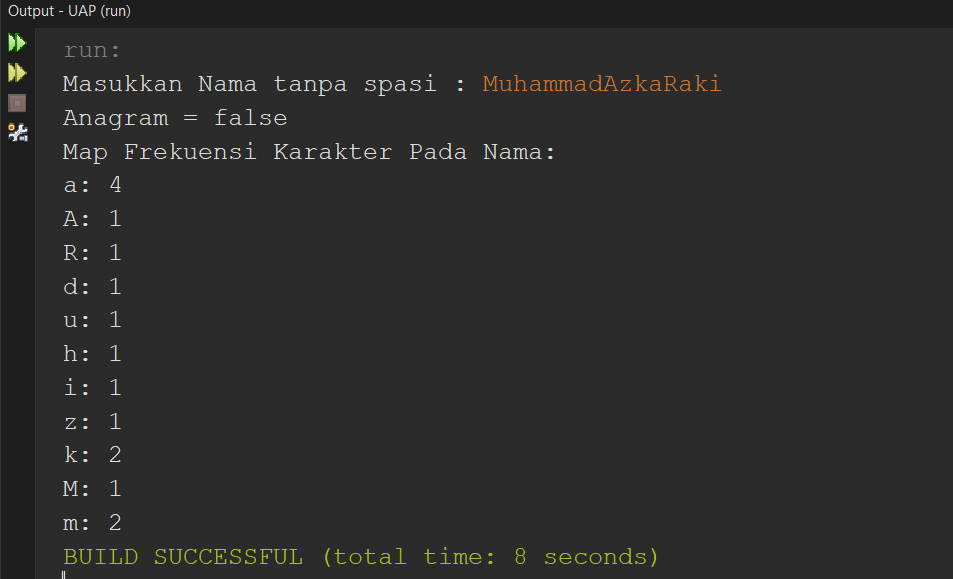 Output - UAP (run)
run:
Masukkan Nama tanpa spasi : MuhammadAzkaRaki
Anagram = false
Map Frekuensi Karakter Pada Nama:
a: 4
A: 1
R: 1
d: 1
u: 1
h: 1
i: 1
z: 1
k: 2
M: 1
m: 2
BUILD SUCCESSFUL (total time: 8 seconds)